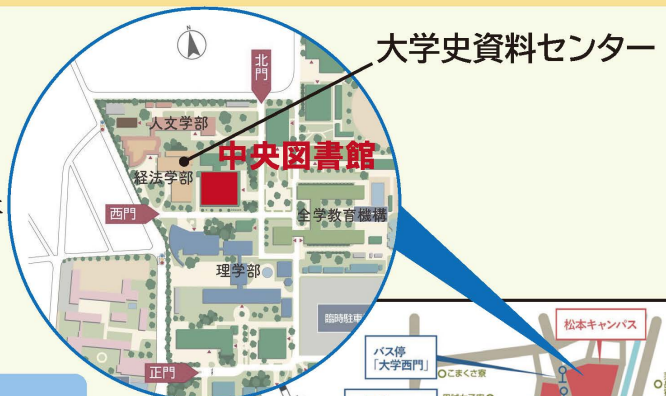 大学史資料センター
北門
人文学部
中央図書館
経法学部
西門
全学教育機構
理学部
臨時駐車
正門
松本キャンパス
バス停
「大学西門」
こまくさ寮